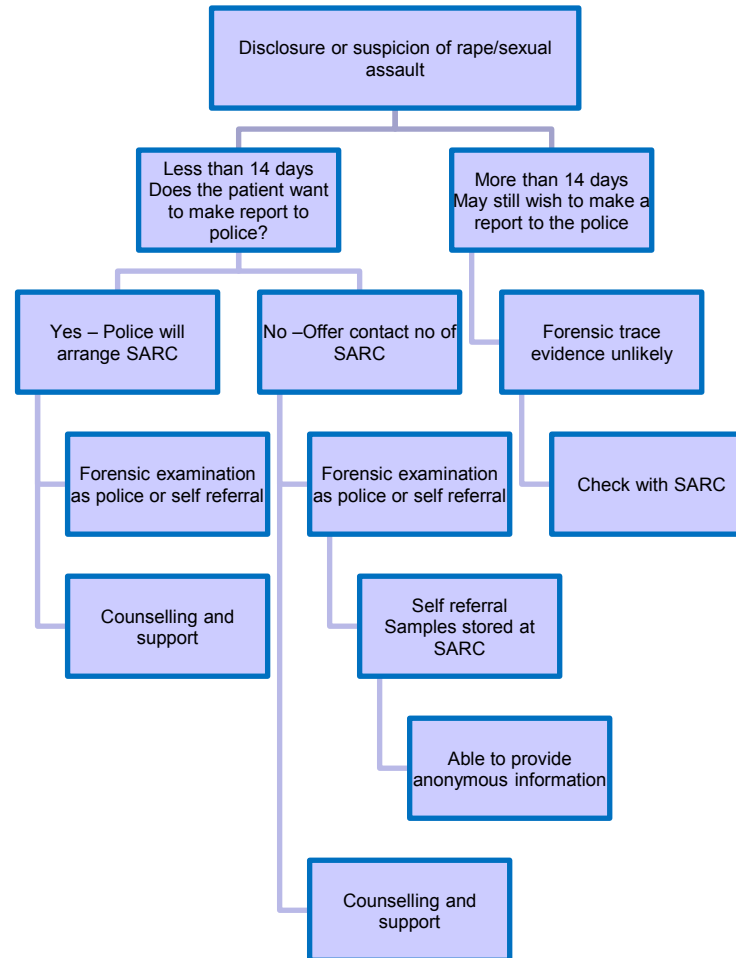 Disclosure or suspicion of rape/sexual
assault
Less than 14 days
Does the patient want
to make report to
police?
More than 14 days
May still wish to make a
report to the police
Yes – Police will
arrange SARC
No –Offer contact no of
SARC
Forensic trace
evidence unlikely
Forensic examination
as police or self referral
Forensic examination
as police or self referral
Check with SARC
Counselling and
support
Self referral
Samples stored at
SARC
Able to provide
anonymous information
Counselling and
support